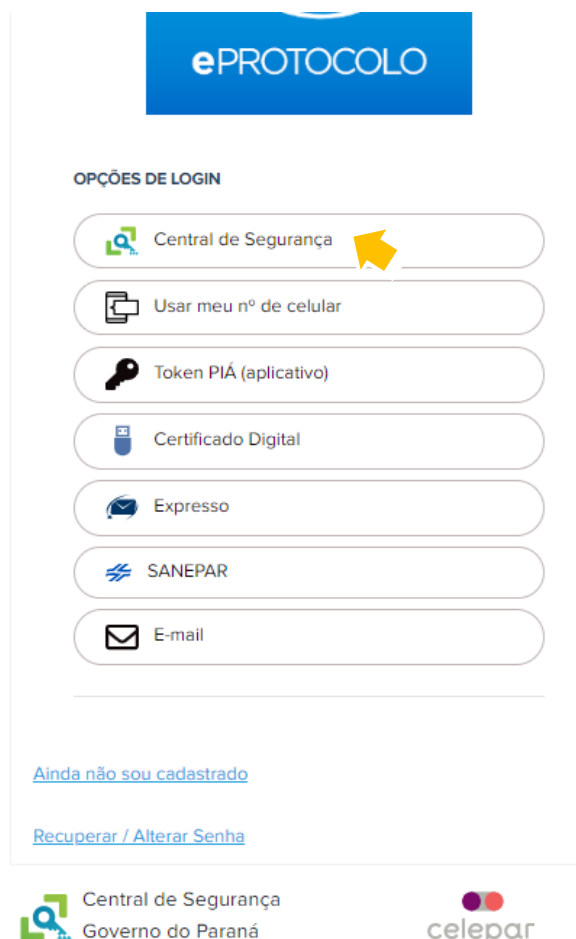 ePROTOCOLO
OPÇÕES DE LOGIN
Central de Segurança
Usar meu nº de celular
Token PIÁ (aplicativo)
Certificado Digital
Expresso
SANEPAR
E-mail
Ainda não sou cadastrado
Recuperar / Alterar Senha
Central de Segurança
Governo do Paraná
celepar